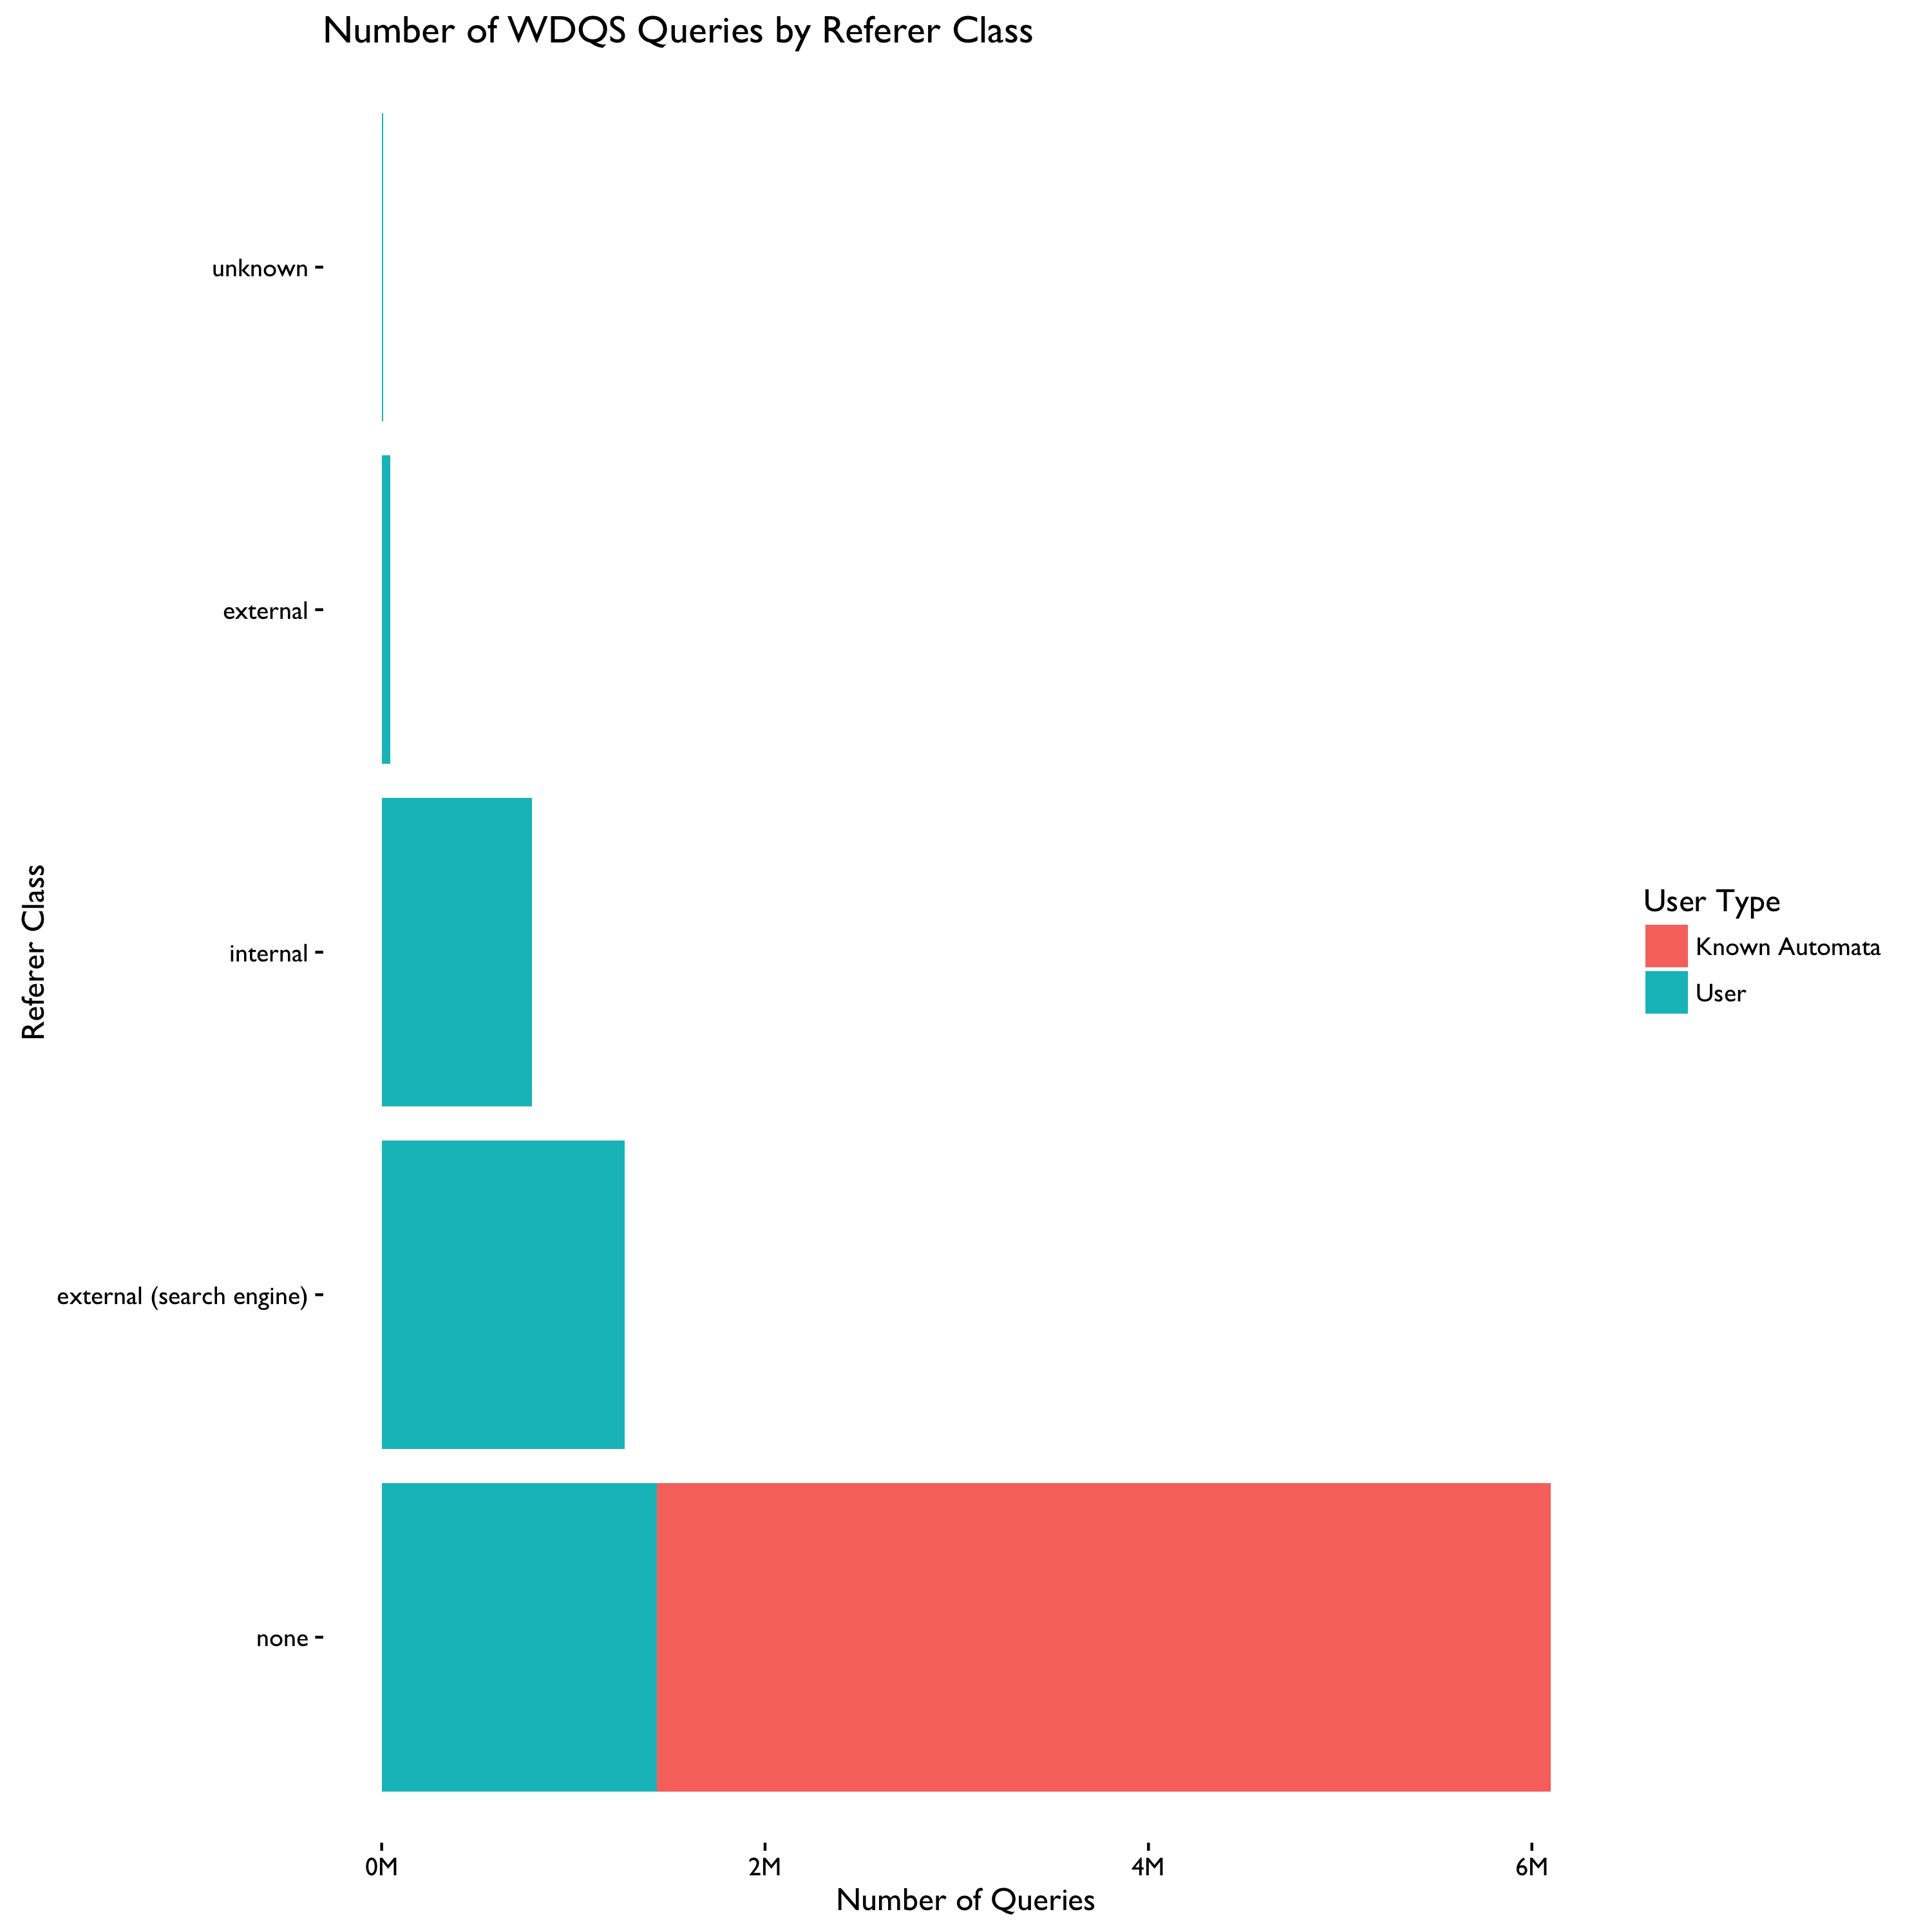 Number of WDQS Queries by Referer Class
unknown
external
internal
external (search engine)
none
Referer Class
User Type
Known Automata
User
0M 2M 4M 6M
Number of Queries